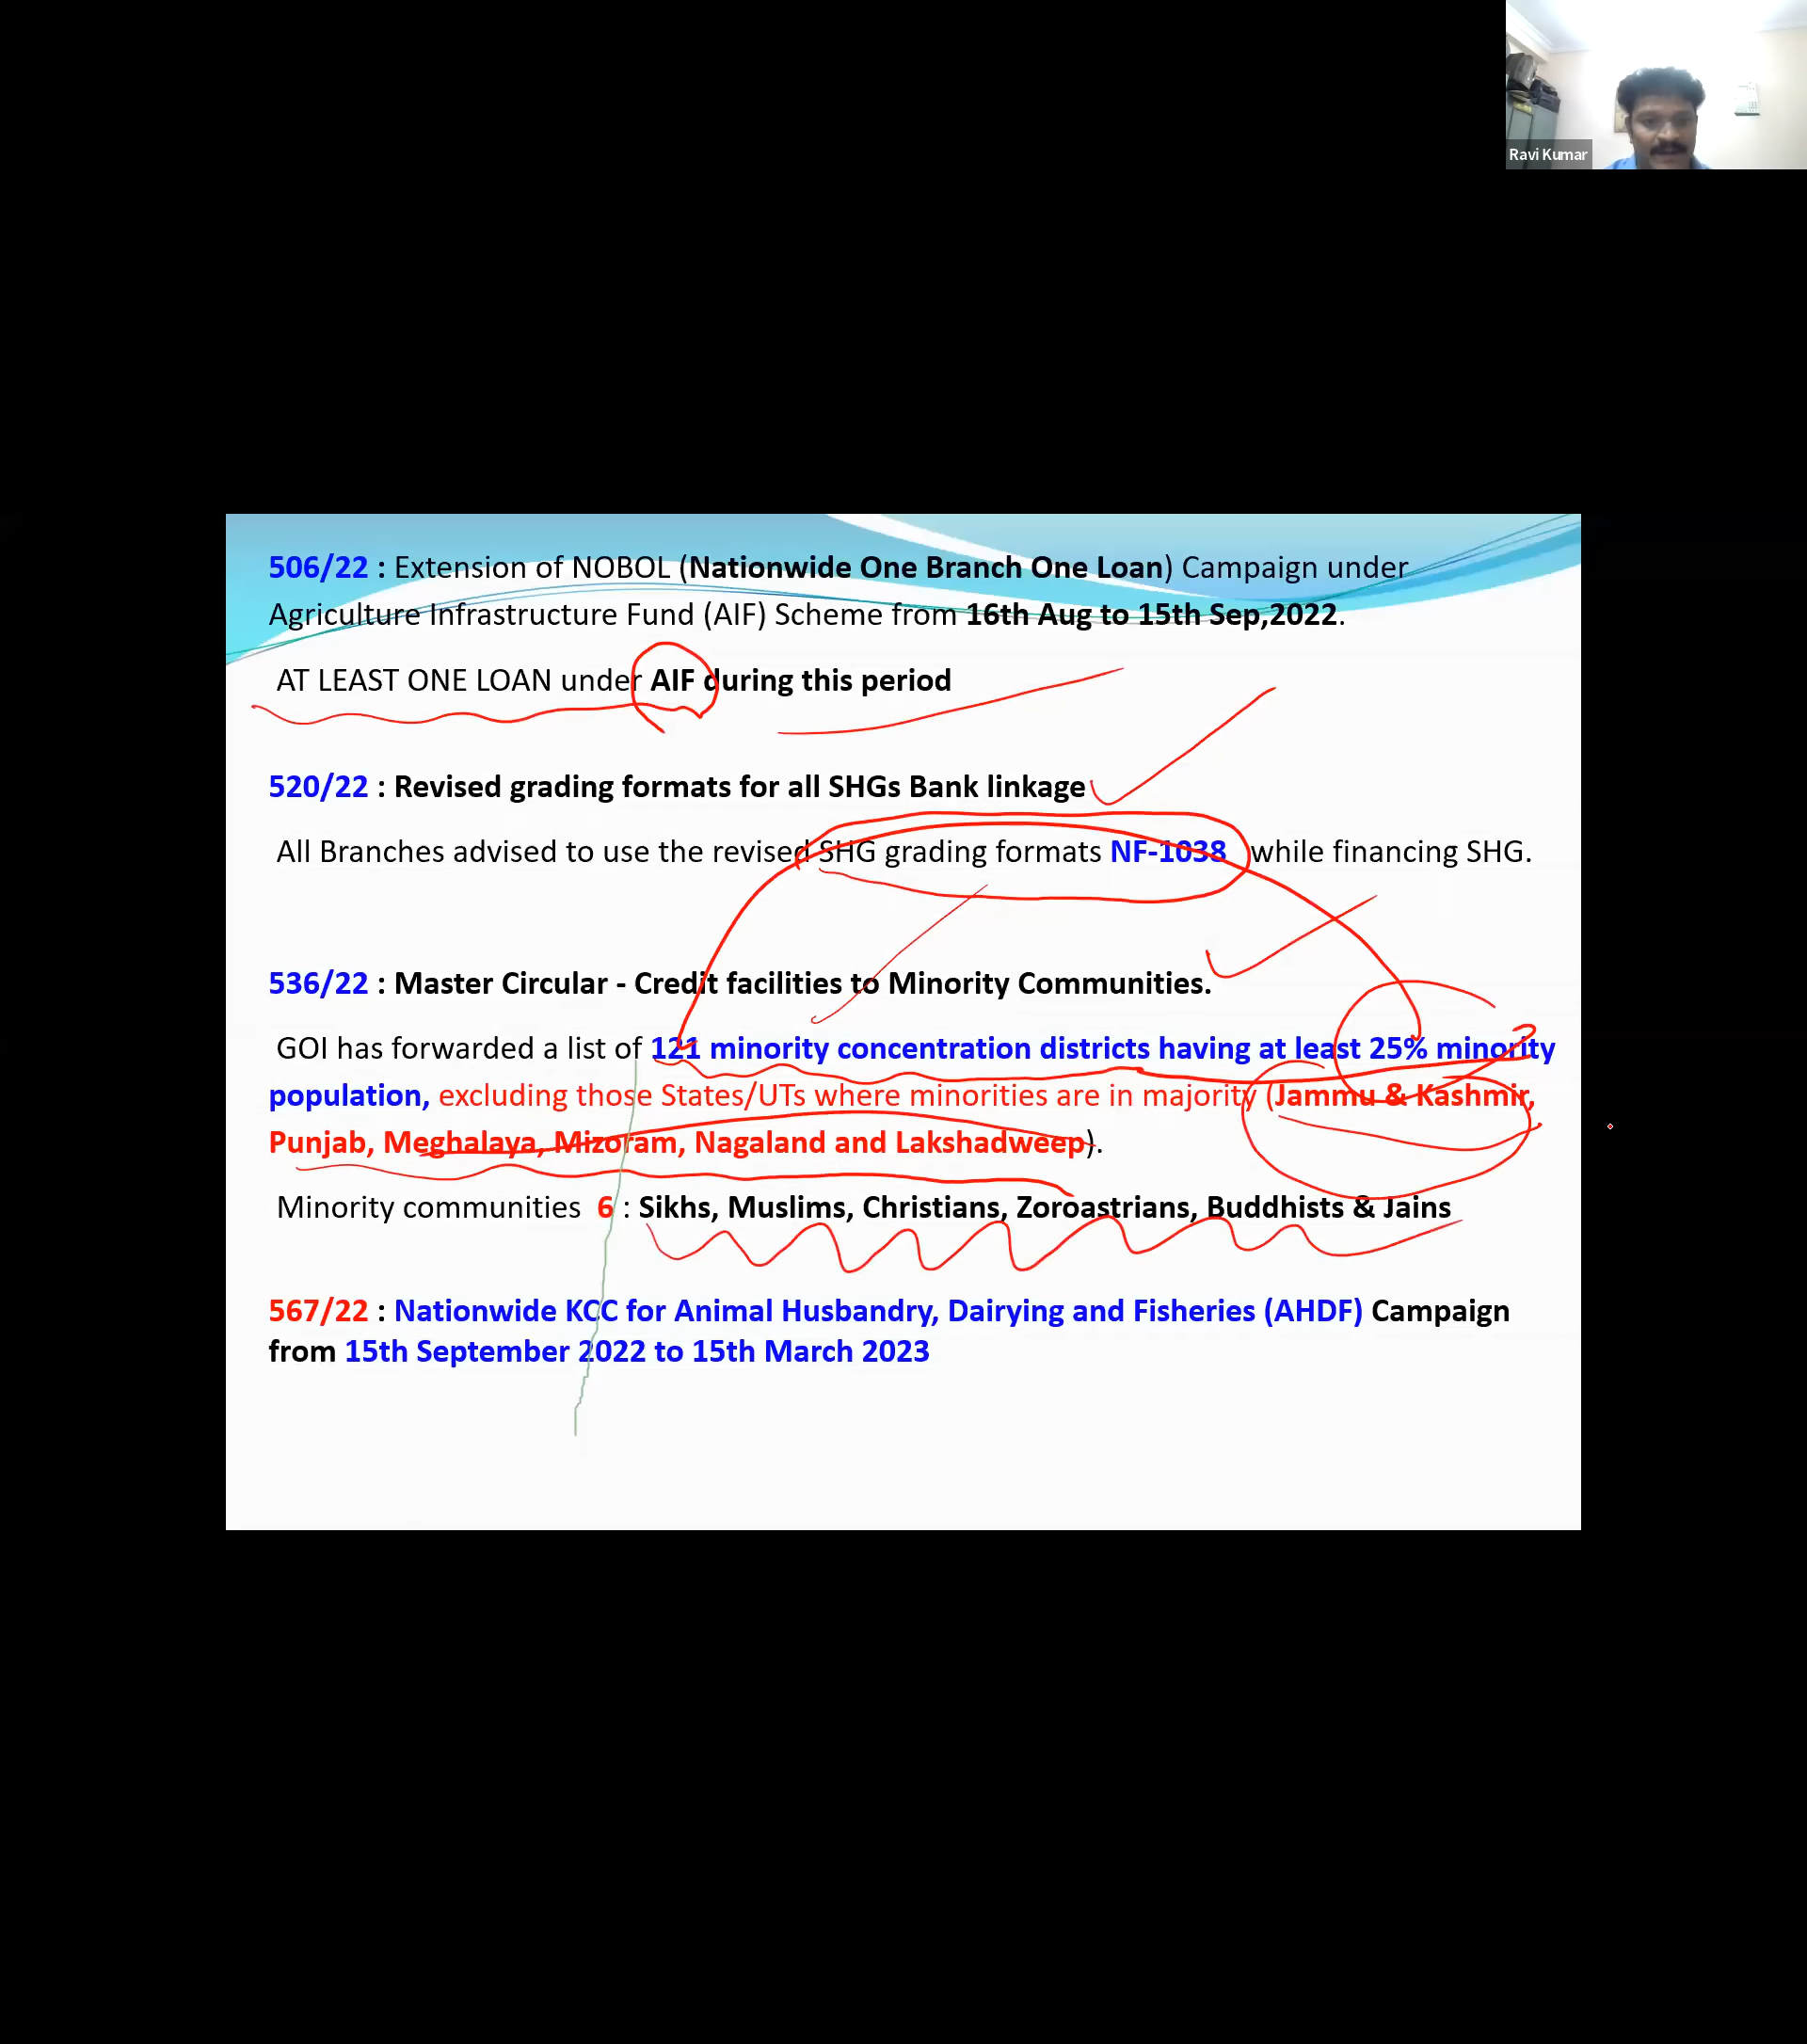 Ravi Kumar
506/22 : Extension of NOBOL (Nationwide One Branch One Loan) Campaign under
Agriculture Infrastructure Fund (AIF) Scheme from 16th Aug to 15th Sep,2022.
AT LEAST ONE LOAN under AIF during this period
520/22 : Revised grading formats for all SHGs Bank linkage
All Branches advised to use the revised SHG grading formats NF-1038 while financing SHG.
536/22 : Master Circular - Credit facilities to Minority Communities.
GOI has forwarded a list of 121 minority concentration districts having at least 25% minority
population, excluding those States/UTs where minorities are in majority (Jammu & Kashmir,
Punjab, Meghalaya, Mizoram, Nagaland and Lakshadweep).
Minority communities 6 : Sikhs, Muslims, Christians, Zoroastrians, Buddhists & Jains
567/22 : Nationwide KCC for Animal Husbandry, Dairying and Fisheries (AHDF) Campaign
from 15th September 2022 to 15th March 2023